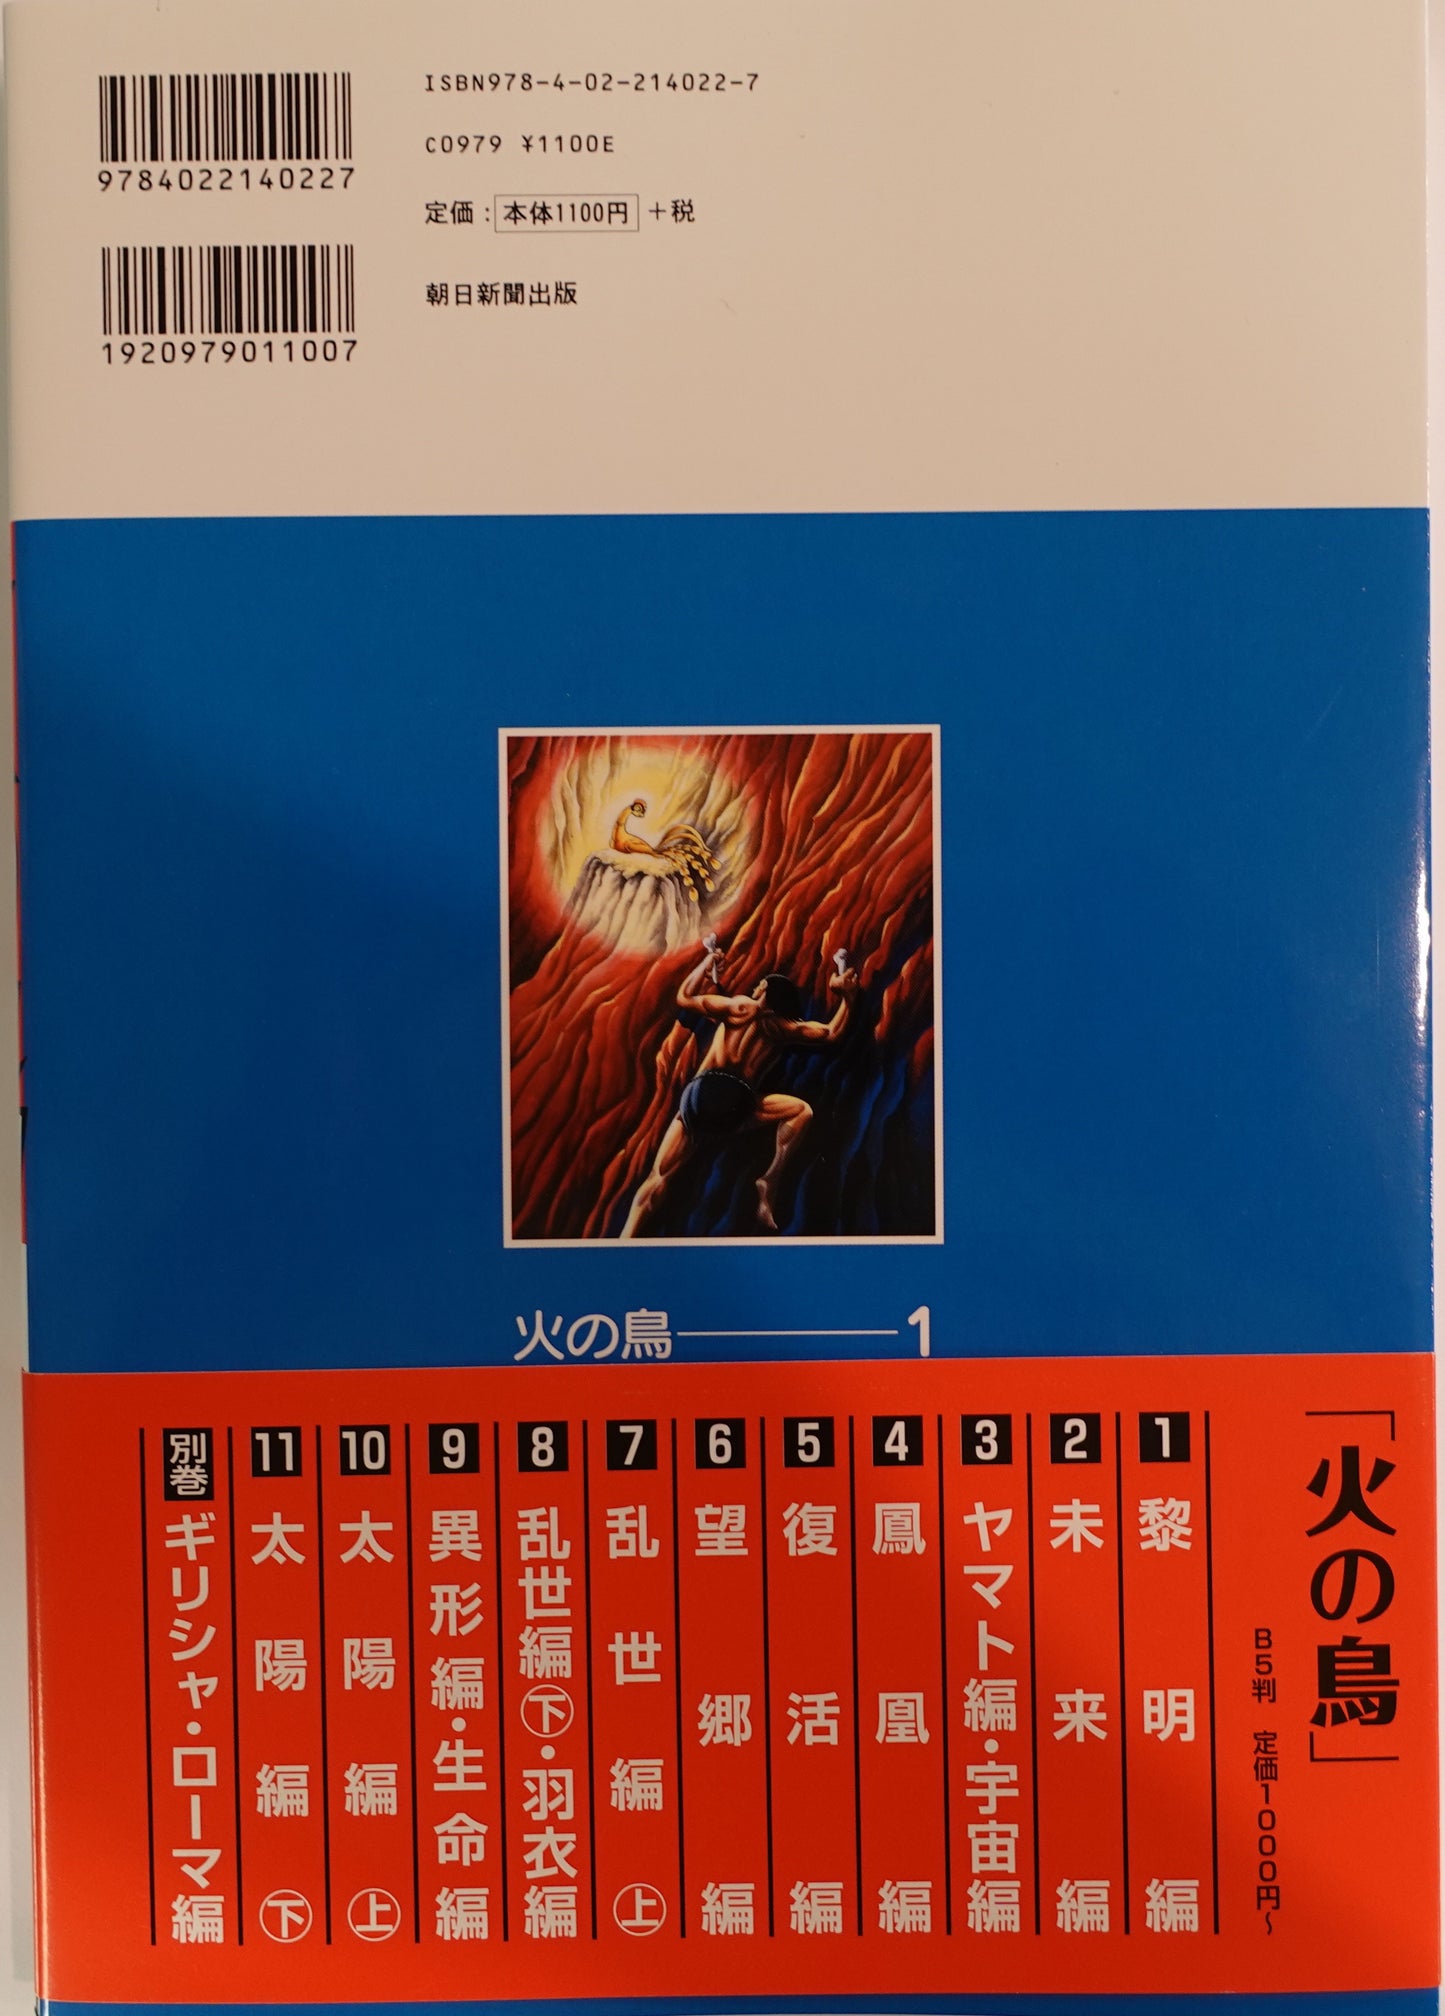 ISBN978-4-02-214022-7
C0979 ¥1100E
9784022140227
定価：本体1100円＋税
朝日新聞出版
1920979011007
火の鳥——1
「火の鳥」
B5判 定価1000円〜
1 黎明編
2 未来編
3 ヤマト編・宇宙編
4 鳳凰編
5 復活編
6 望郷編
7 乱世編㊤
8 乱世編㊦・羽衣編
9 異形編・生命編
10 太陽編㊤
11 太陽編㊦
別巻 ギリシャ・ローマ編